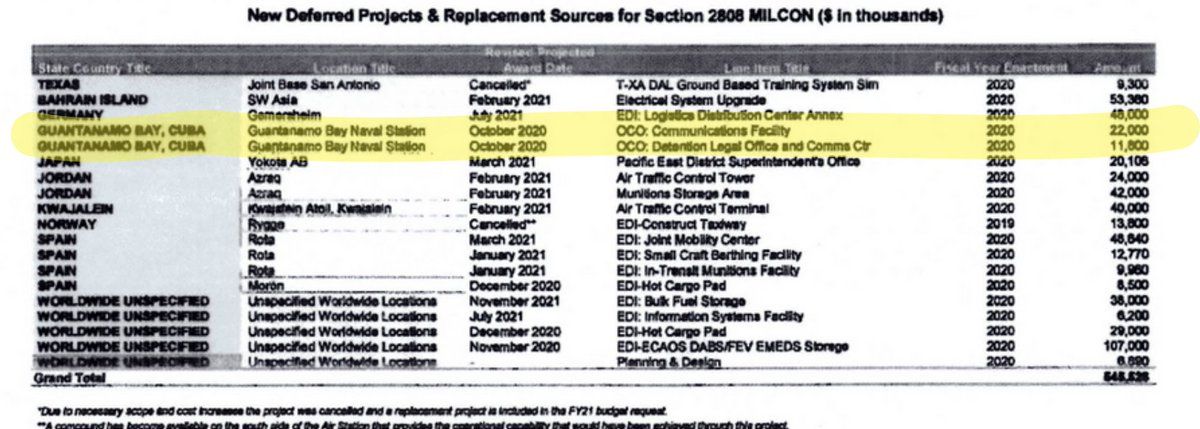 New Deferred Projects & Replacement Sources for Section 2808 MILCON ($ in thousands)
State Country Title Location Title Revised Projected Award Date Line Item Title Fiscal Year Enactment Amount
TEXAS Joint Base San Antonio Cancelled* T-XA DAL Ground Based Training System Sim 2020 9,300
BAHRAIN ISLAND SW Asia February 2021 Electrical System Upgrade 2020 53,360
GERMANY Gemersheim July 2021 EDI: Logistics Distribution Center Annex 2020 46,000
GUANTANAMO BAY, CUBA Guantanamo Bay Naval Station October 2020 OCO: Communications Facility 2020 22,000
GUANTANAMO BAY, CUBA Guantanamo Bay Naval Station October 2020 OCO: Detention Legal Office and Comms Ctr 2020 11,800
JAPAN Yokota AB March 2021 Pacific East District Superintendent's Office 2020 20,106
JORDAN Azraq February 2021 Air Traffic Control Tower 2020 24,000
JORDAN Azraq February 2021 Munitions Storage Area 2020 42,000
KWAJALEIN Kwajalein Atoll, Kwajalein February 2021 Air Traffic Control Terminal 2020 40,000
NORWAY Rygge Cancelled** EDI-Construct Taxiway 2019 13,800
SPAIN Rota March 2021 EDI: Joint Mobility Center 2020 46,840
SPAIN Rota January 2021 EDI: Small Craft Berthing Facility 2020 12,770
SPAIN Rota January 2021 EDI: In-Transit Munitions Facility 2020 9,960
SPAIN Morón December 2020 EDI-Hot Cargo Pad 2020 8,500
WORLDWIDE UNSPECIFIED Unspecified Worldwide Locations November 2021 EDI: Bulk Fuel Storage 2020 38,000
WORLDWIDE UNSPECIFIED Unspecified Worldwide Locations July 2021 EDI: Information Systems Facility 2020 6,200
WORLDWIDE UNSPECIFIED Unspecified Worldwide Locations December 2020 EDI-Hot Cargo Pad 2020 29,000
WORLDWIDE UNSPECIFIED Unspecified Worldwide Locations November 2020 EDI-ECAOS DABS/FEV EMEDS Storage 2020 107,000
WORLDWIDE UNSPECIFIED Unspecified Worldwide Locations - Planning & Design 2020
Grand Total
*Due to necessary scope and cost increases the project was cancelled and a replacement project is included in the FY21 budget request.
**A compound has become available on the south side of the Air Station that provides the operational capability that would have been achieved through this project.